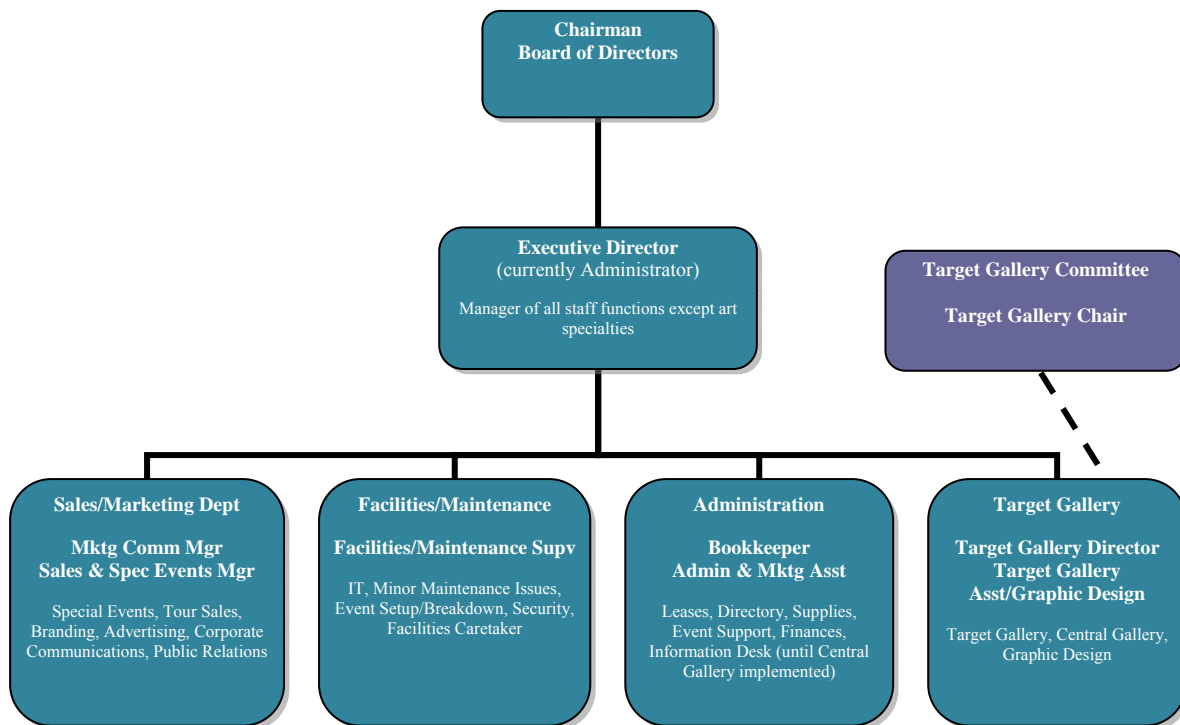 Chairman
Board of Directors
Executive Director
(currently Administrator)
Manager of all staff functions except art
specialties
Target Gallery Committee
Target Gallery Chair
Sales/Marketing Dept
Mktg Comm Mgr
Sales & Spec Events Mgr
Special Events, Tour Sales,
Branding, Advertising, Corporate
Communications, Public Relations
Facilities/Maintenance
Facilities/Maintenance Supv
IT, Minor Maintenance Issues,
Event Setup/Breakdown, Security,
Facilities Caretaker
Administration
Bookkeeper
Admin & Mktg Asst
Leases, Directory, Supplies,
Event Support, Finances,
Information Desk (until Central
Gallery implemented)
Target Gallery
Target Gallery Director
Target Gallery
Asst/Graphic Design
Target Gallery, Central Gallery,
Graphic Design